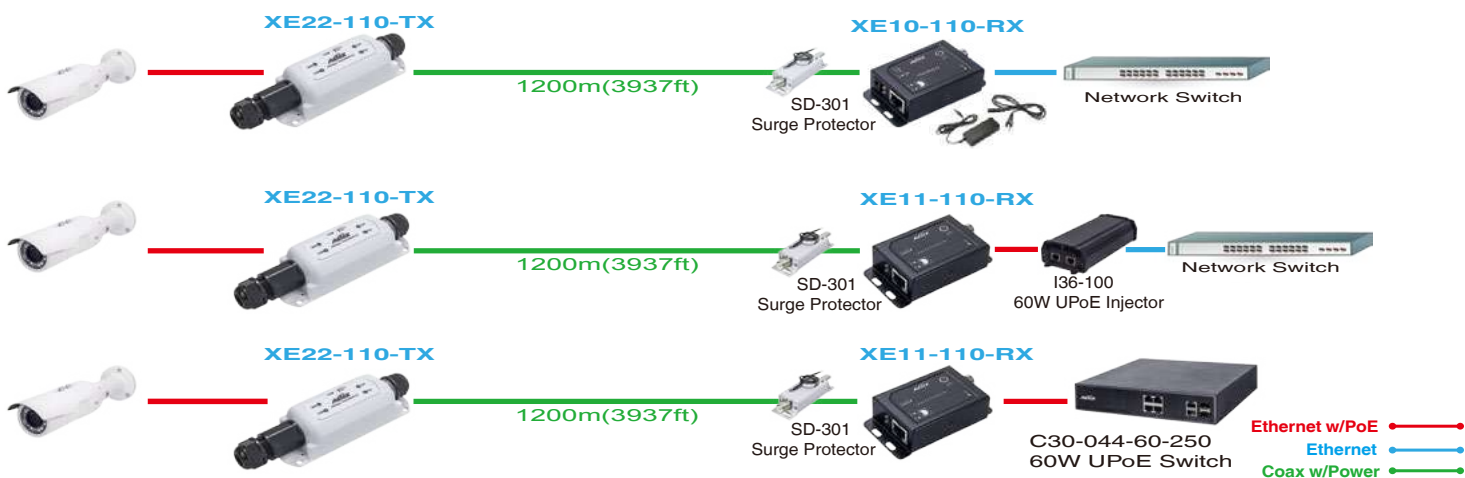 XE22-110-TX
XE10-110-RX
1200m(3937ft)
SD-301
Surge Protector
Network Switch
XE22-110-TX
XE11-110-RX
1200m(3937ft)
SD-301
Surge Protector
I36-100
60W UPoE Injector
Network Switch
XE22-110-TX
XE11-110-RX
1200m(3937ft)
SD-301
Surge Protector
C30-044-60-250
60W UPoE Switch
Ethernet w/PoE
Ethernet
Coax w/Power